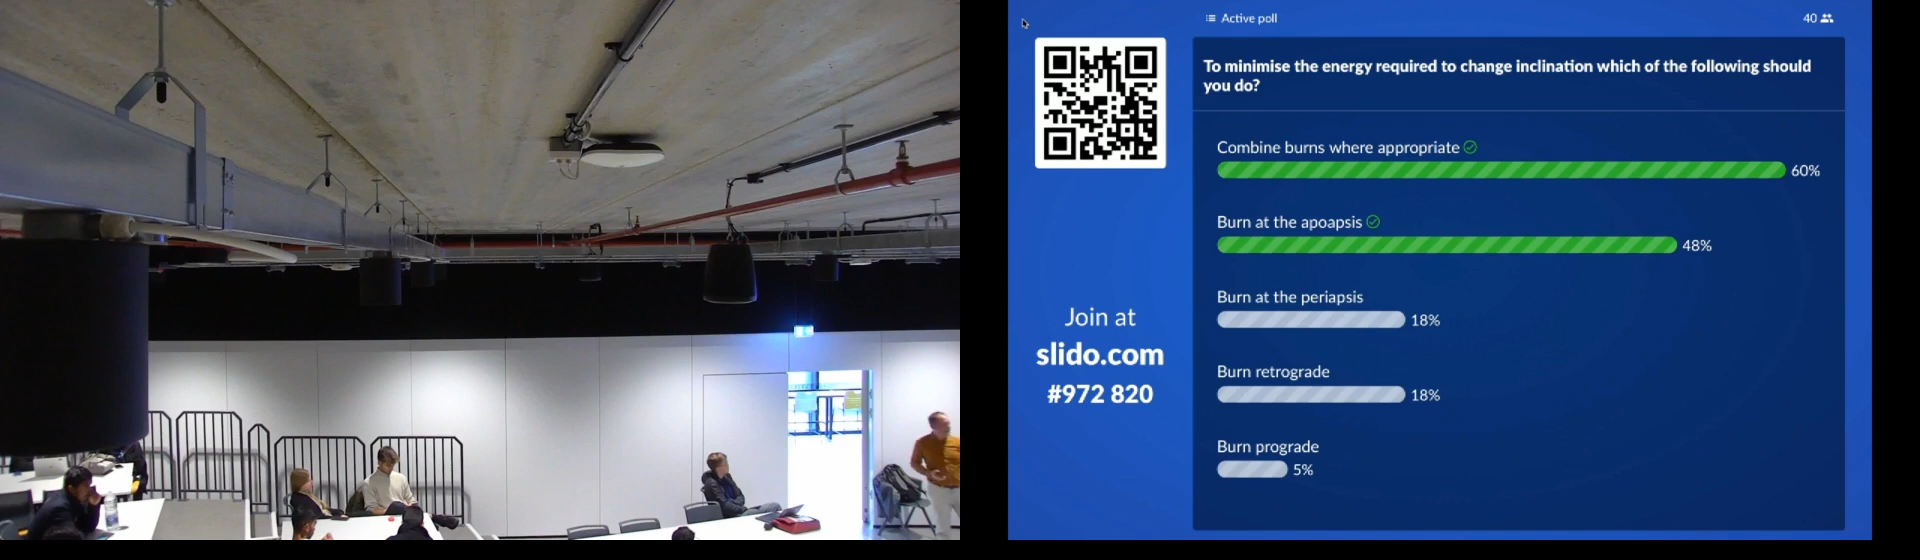 Active poll
40
To minimise the energy required to change inclination which of the following should
you do?
Combine burns where appropriate
60%
Burn at the apoapsis
48%
Burn at the periapsis
18%
Burn retrograde
18%
Burn prograde
5%
Join at
slido.com
#972 820